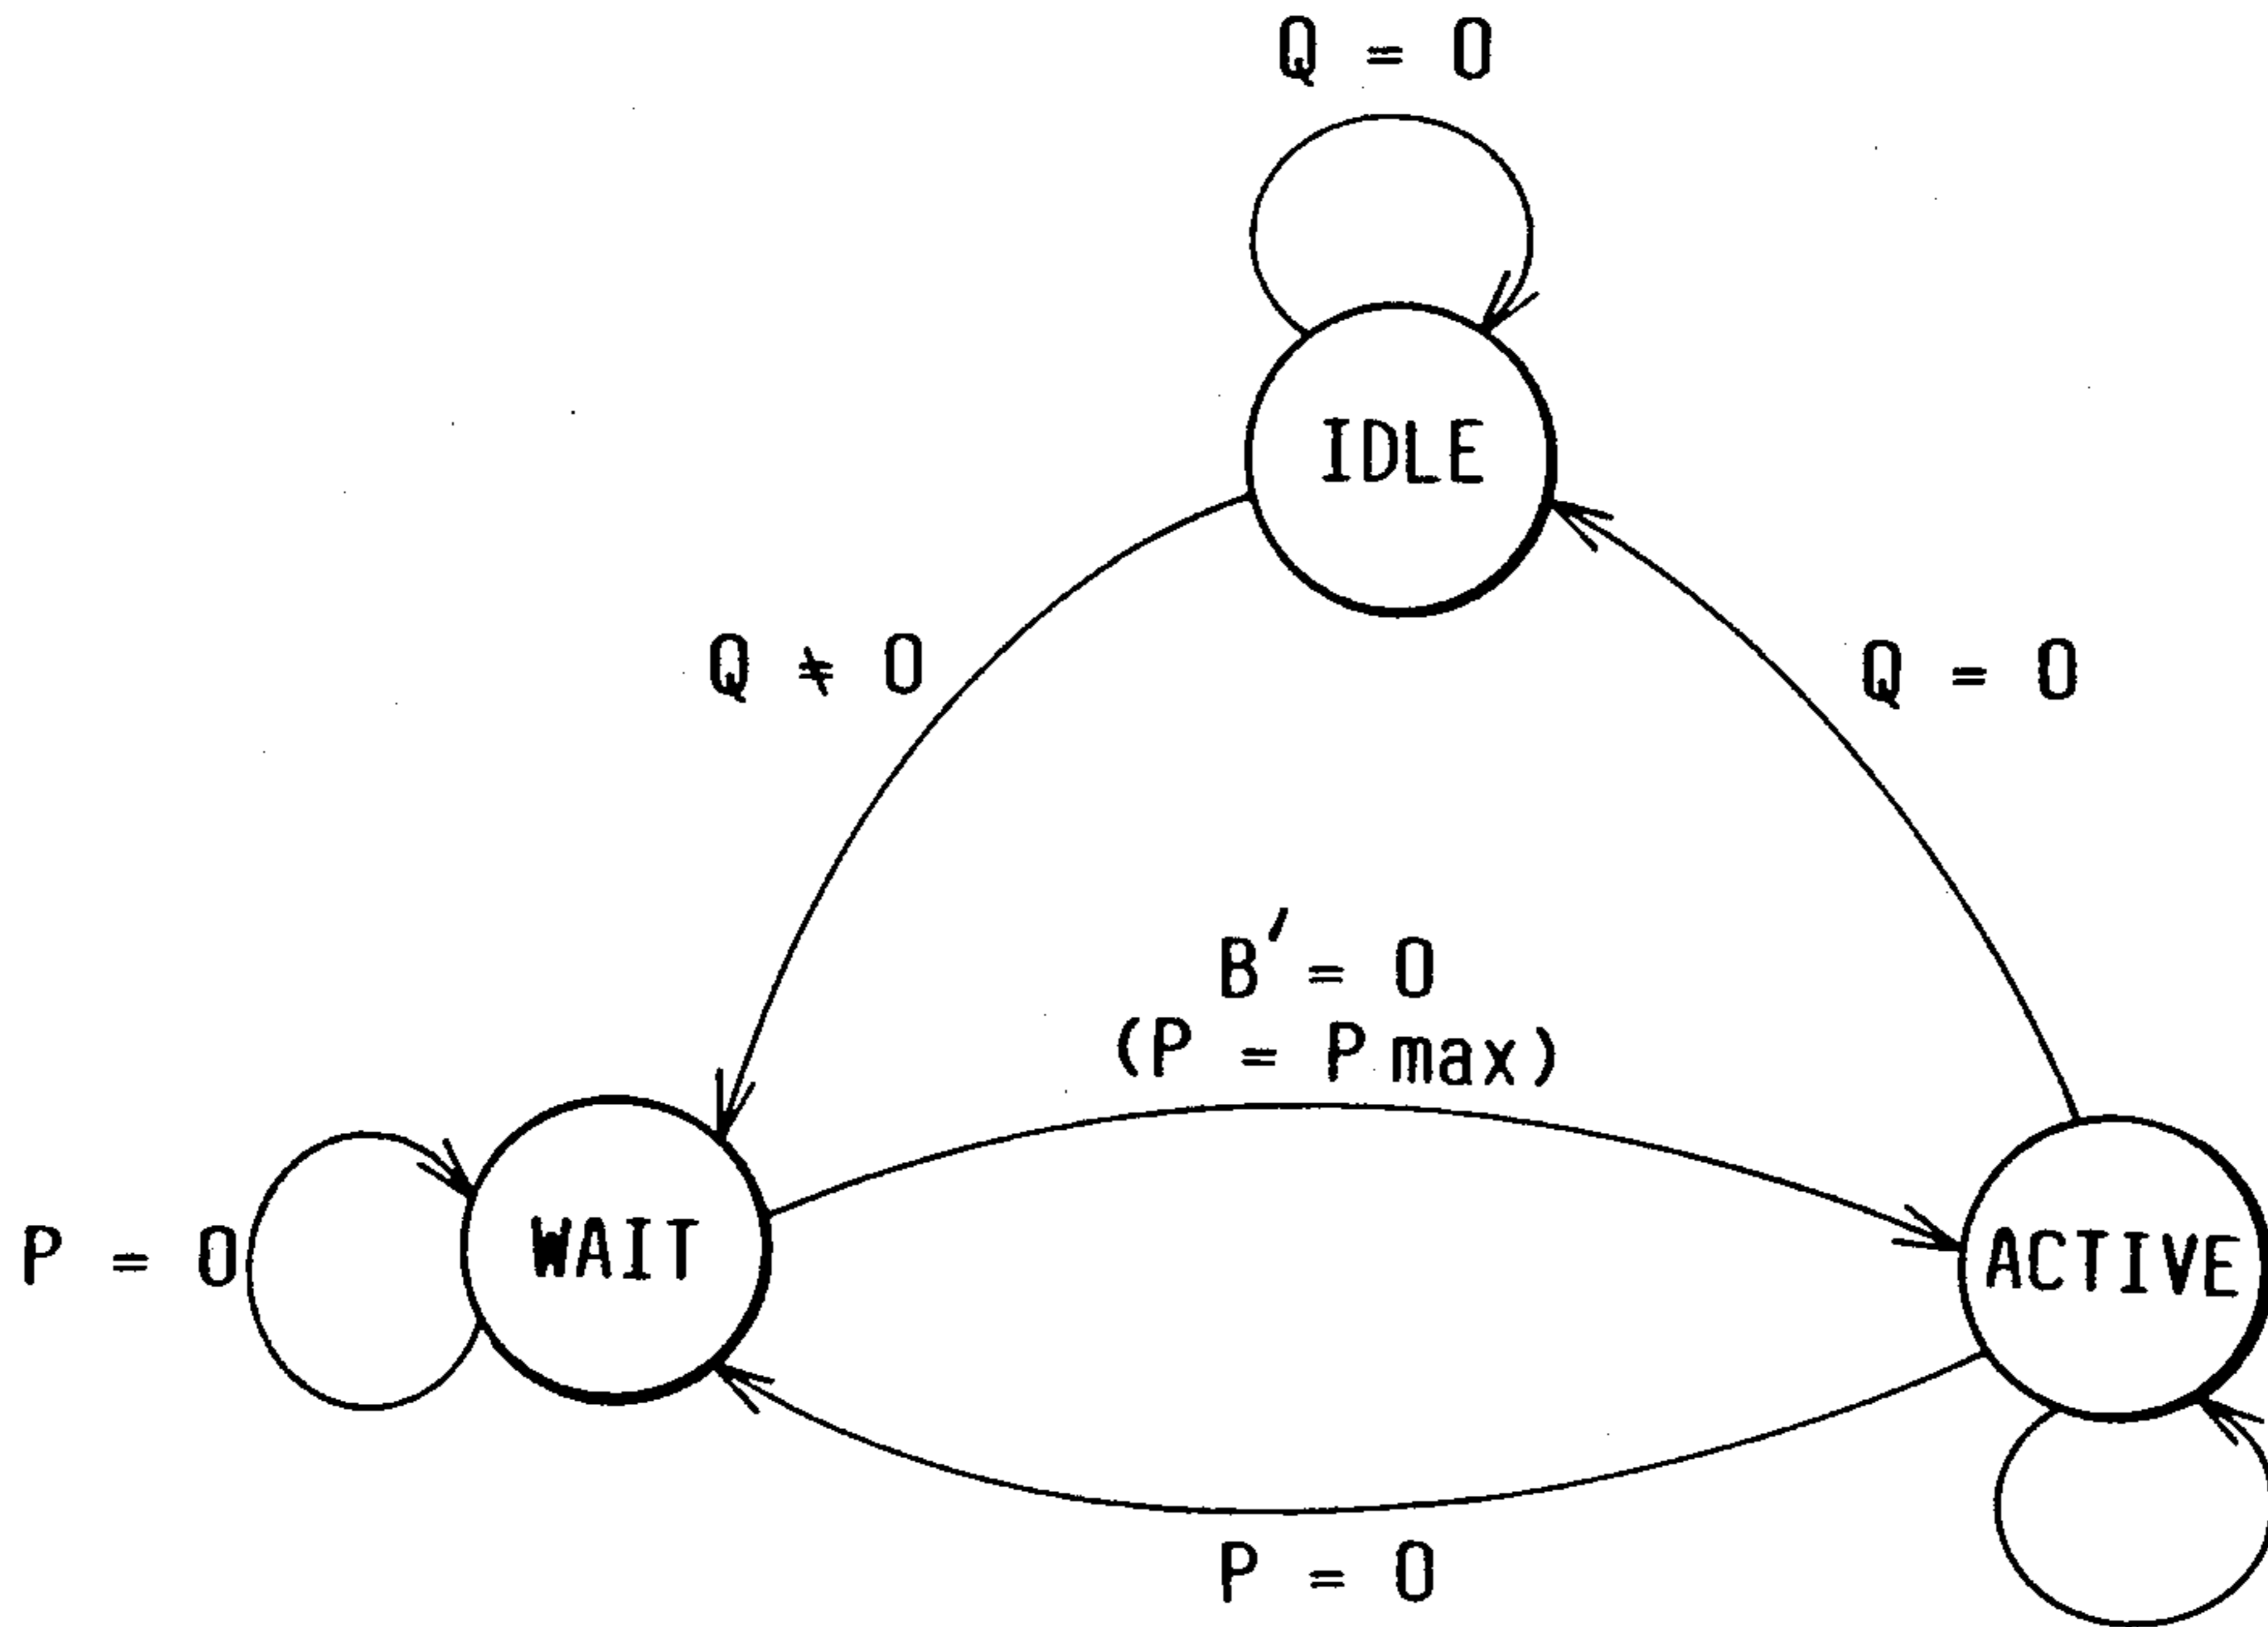 Q = 0
IDLE
Q ≠ 0
Q = 0
B' = 0
(P = P max)
P = 0
WAIT
ACTIVE
P = 0